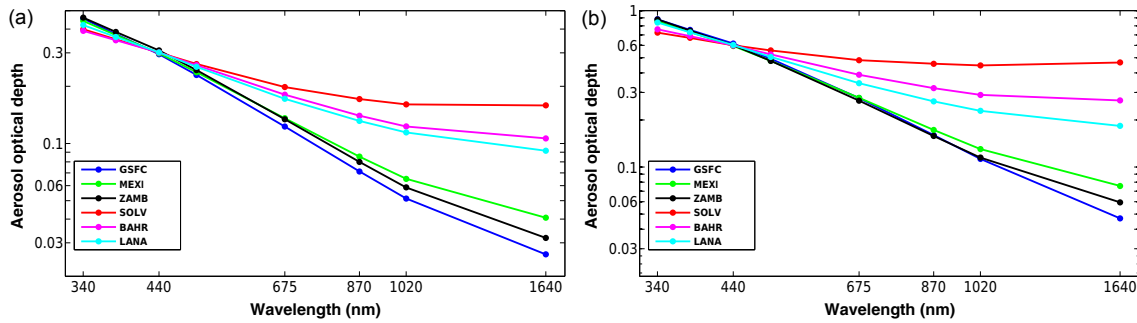 (a)
Aerosol optical depth
0.3
0.1
0.06
0.03
GSFC
MEXI
ZAMB
SOLV
BAHR
LANA
340
440
675
870
1020
1640
Wavelength (nm)
(b)
Aerosol optical depth
1
0.6
0.3
0.1
0.06
0.03
GSFC
MEXI
ZAMB
SOLV
BAHR
LANA
340
440
675
870
1020
1640
Wavelength (nm)